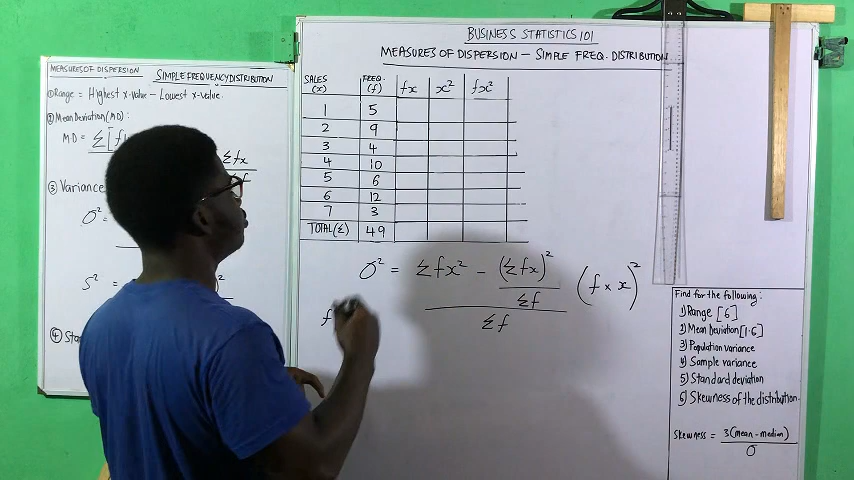 MEASURES OF DISPERSION
SIMPLE FREQUENCY DISTRIBUTION
① Range = Highest x-value – Lowest x-value
② Mean Deviation (MD):
MD = Σ[f
Σfx
Σf
③ Variance
σ² =
S² =
2
④ Sta
BUSINESS STATISTICS 101
MEASURES OF DISPERSION – SIMPLE FREQ. DISTRIBUTION
SALES (x) FREQ. (f) fx x² fx²
1 5
2 9
3 4
4 10
5 6
6 12
7 3
TOTAL (Σ) 49
σ² = Σfx² – (Σfx)² (f × x)²
Σf
Σf
f
Find for the following:
1) Range [6]
2) Mean Deviation [1.6]
3) Population variance
4) Sample variance
5) Standard deviation
6) Skewness of the distribution.
Skewness = 3(mean – median)
σ